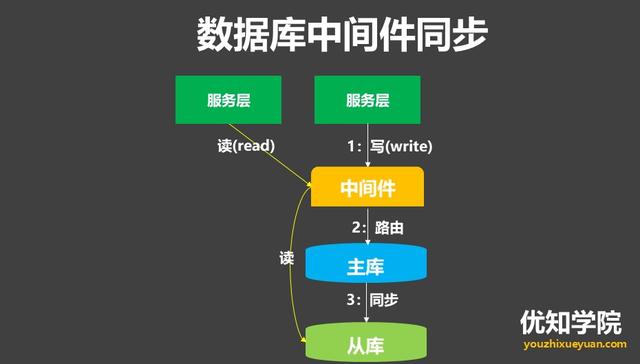 数据库中间件同步
服务层
服务层
读(read)
1：写(write)
中间件
2：路由
读
主库
3：同步
从库
优知学院
youzhixueyuan.com